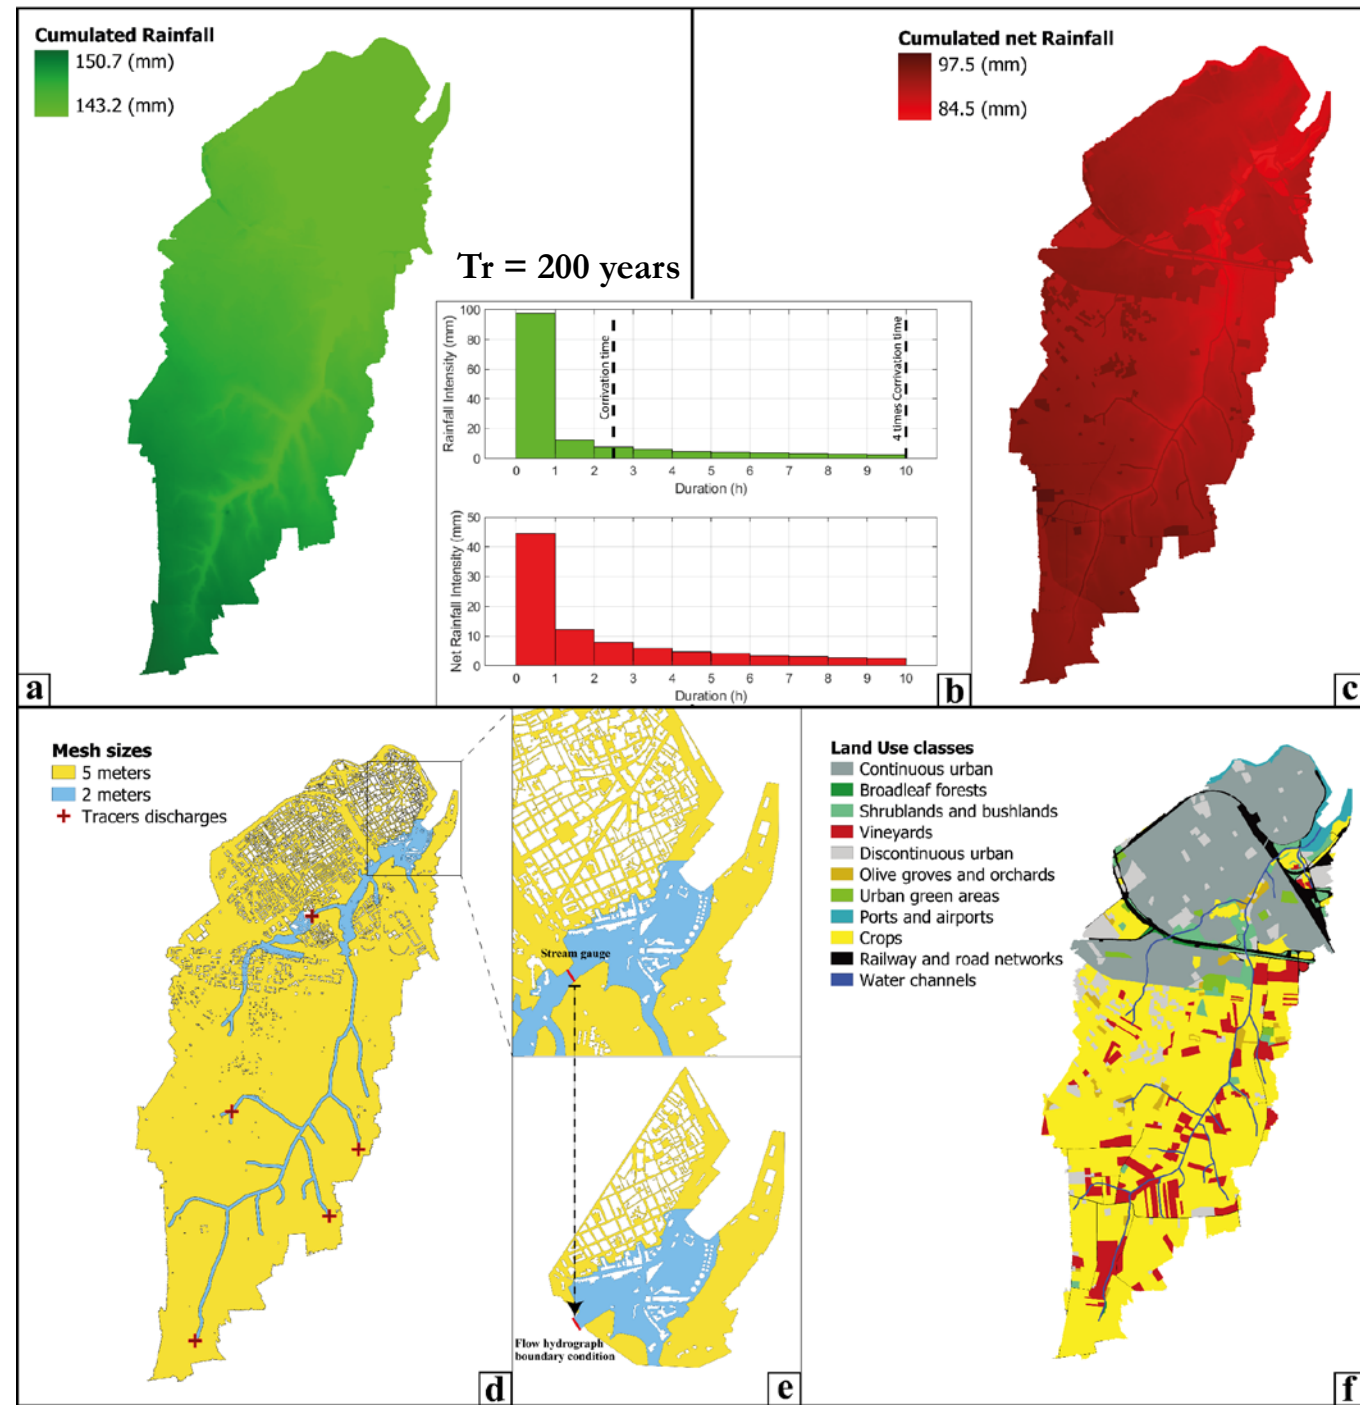 Cumulated Rainfall
150.7 (mm)
143.2 (mm)
a
Cumulated net Rainfall
97.5 (mm)
84.5 (mm)
c
Tr = 200 years
Rainfall Intensity (mm)
100
80
60
40
20
0
Corrivation time
4 times Corrivation time
0 1 2 3 4 5 6 7 8 9 10
Duration (h)
Net Rainfall Intensity (mm)
50
40
30
20
10
0
0 1 2 3 4 5 6 7 8 9 10
Duration (h)
b
Mesh sizes
5 meters
2 meters
Tracers discharges
d
Stream gauge
Flow hydrograph
boundary condition
e
Land Use classes
Continuous urban
Broadleaf forests
Shrublands and bushlands
Vineyards
Discontinuous urban
Olive groves and orchards
Urban green areas
Ports and airports
Crops
Railway and road networks
Water channels
f